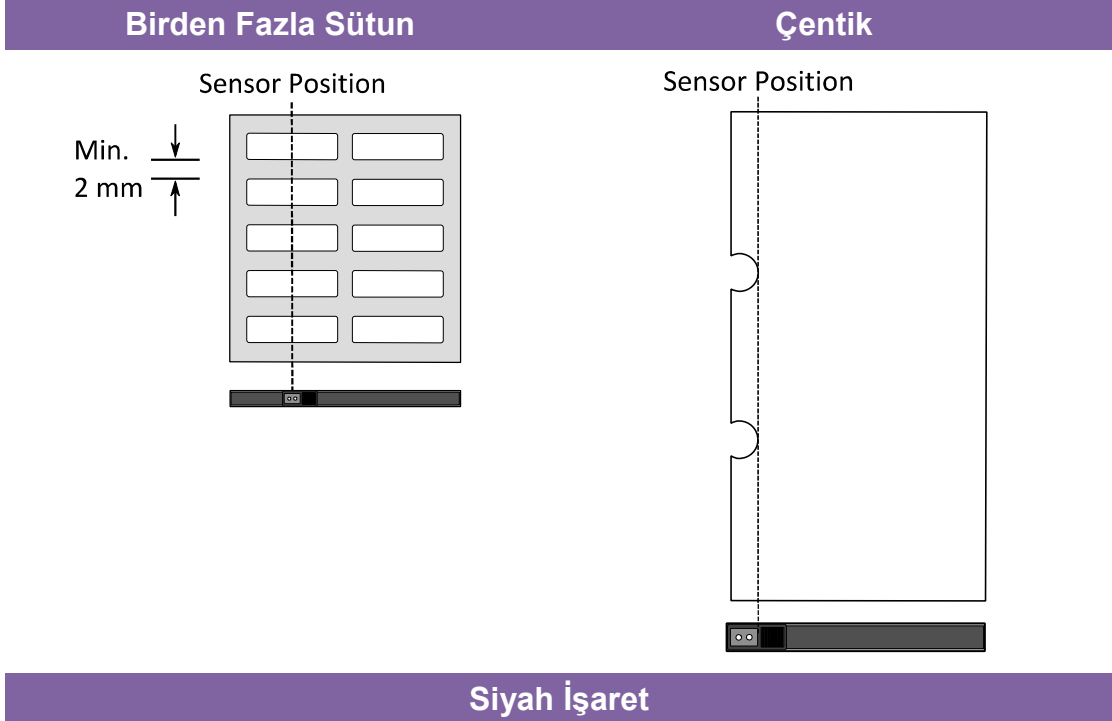 Birden Fazla Sütun
Çentik
Sensor Position
Min.
2 mm
Sensor Position
Siyah İşaret